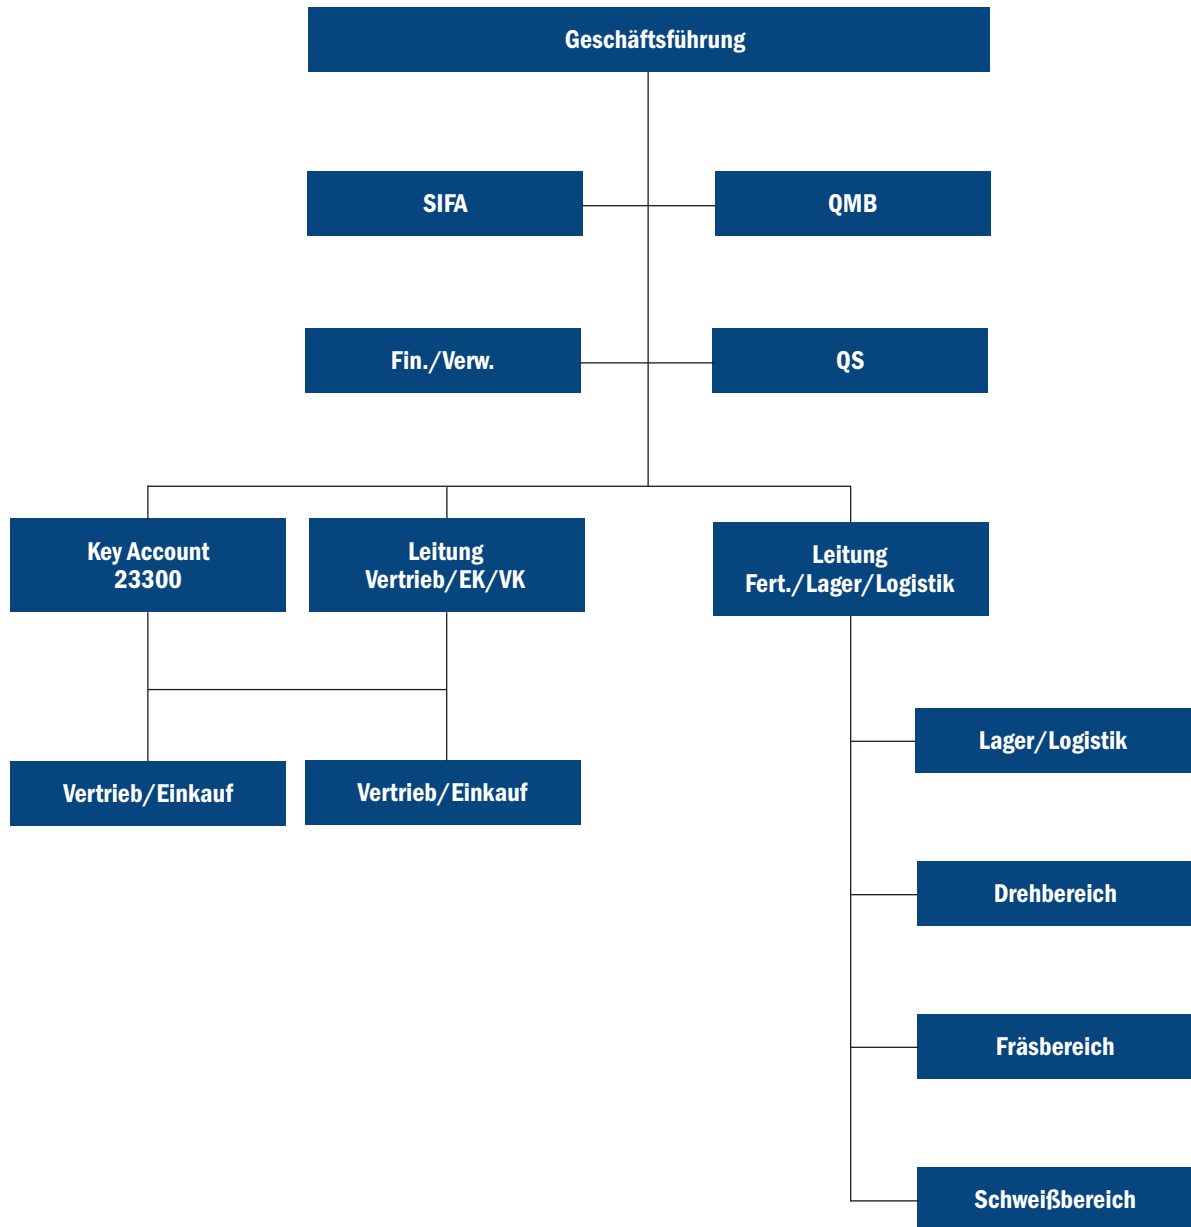 Geschäftsführung
SIFA
QMB
Fin./Verw.
QS
Key Account
23300
Leitung
Vertrieb/EK/VK
Leitung
Fert./Lager/Logistik
Lager/Logistik
Vertrieb/Einkauf
Vertrieb/Einkauf
Drehbereich
Fräsbereich
Schweißbereich